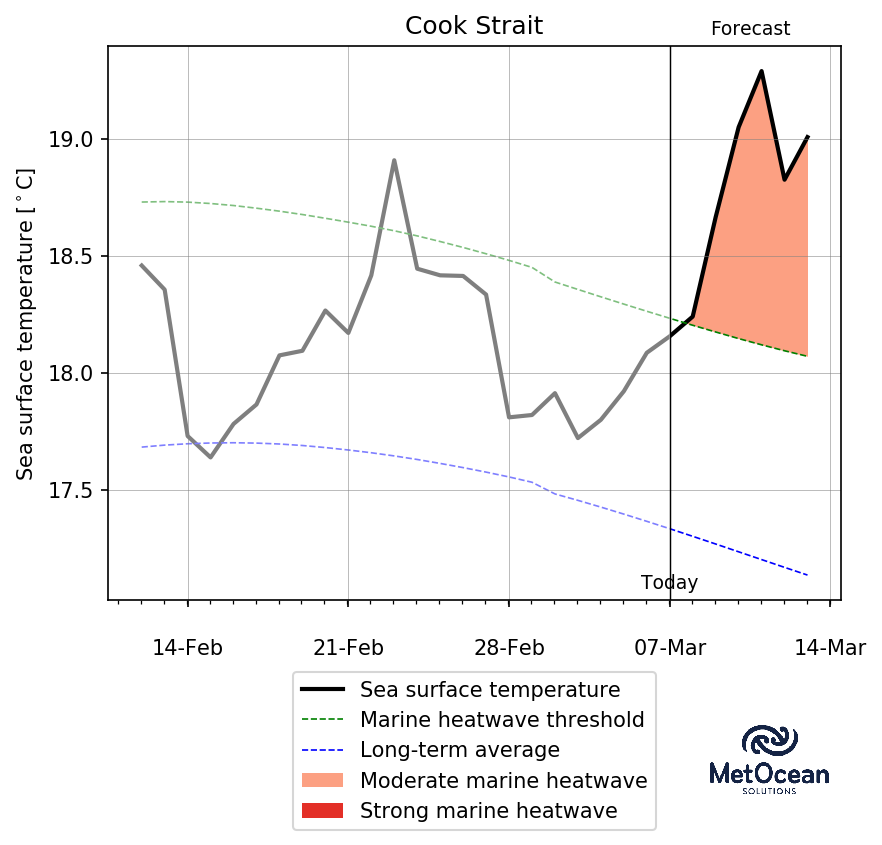 Cook Strait
Forecast
Sea surface temperature [°C]
19.0
18.5
18.0
17.5
Today
14-Feb 21-Feb 28-Feb 07-Mar 14-Mar
Sea surface temperature
Marine heatwave threshold
Long-term average
Moderate marine heatwave
Strong marine heatwave
MetOcean
SOLUTIONS